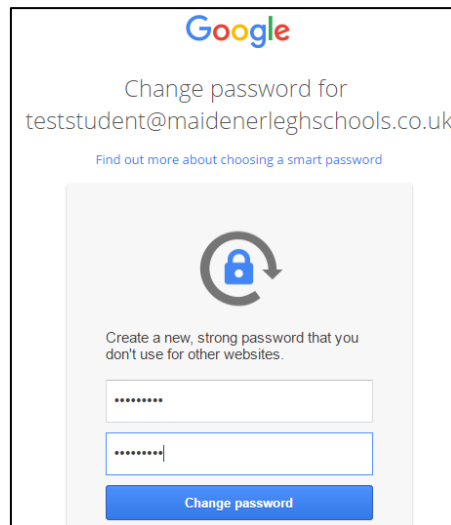 Google
Change password for
teststudent@maidenerleghschools.co.uk
Find out more about choosing a smart password
Create a new, strong password that you
don't use for other websites.
•••••••••
•••••••••
Change password